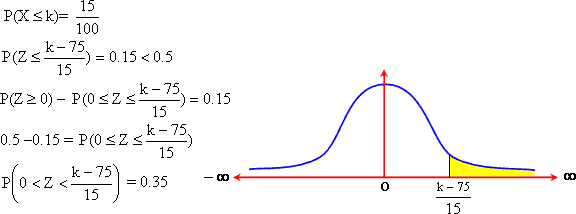 P(X ≤ k)= 15/100
P(Z ≤ (k – 75)/15) = 0.15 < 0.5
P(Z ≥ 0) – P(0 ≤ Z ≤ (k – 75)/15) = 0.15
0.5 –0.15 = P(0 ≤ Z ≤ (k – 75)/15)
P(0 < Z < (k – 75)/15) = 0.35
– ∞ O (k – 75)/15 ∞